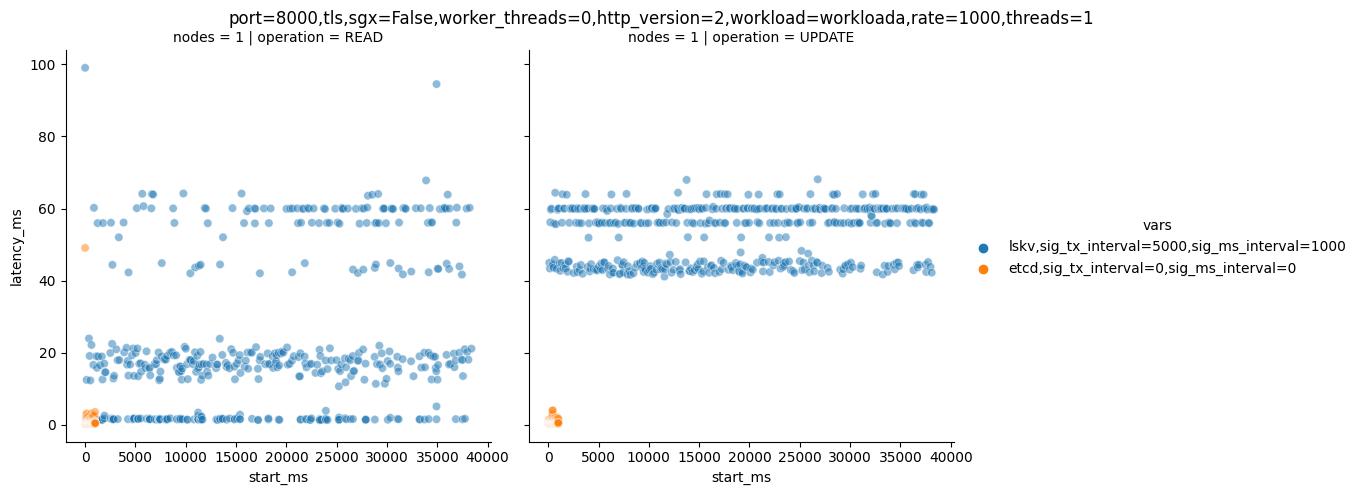 port=8000,tls,sgx=False,worker_threads=0,http_version=2,workload=workloada,rate=1000,threads=1
nodes = 1 | operation = READ
nodes = 1 | operation = UPDATE
100
80
60
40
20
0
latency_ms
0 5000 10000 15000 20000 25000 30000 35000 40000
start_ms
0 5000 10000 15000 20000 25000 30000 35000 40000
start_ms
vars
lskv,sig_tx_interval=5000,sig_ms_interval=1000
etcd,sig_tx_interval=0,sig_ms_interval=0